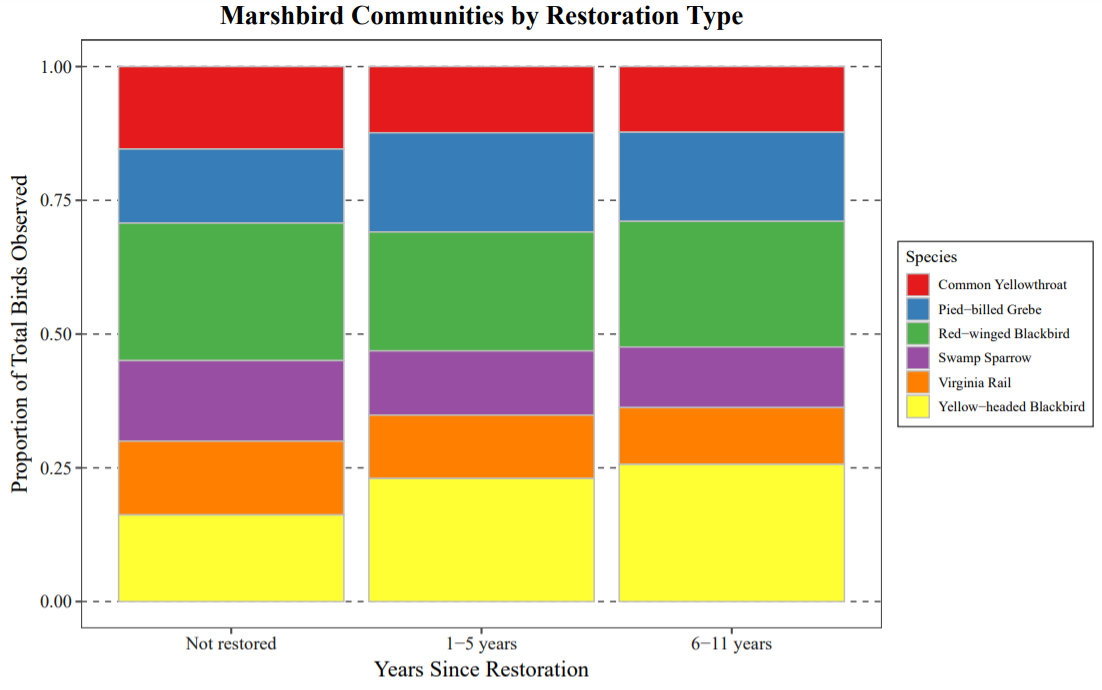 Marshbird Communities by Restoration Type
Proportion of Total Birds Observed
1.00
0.75
0.50
0.25
0.00
Not restored
1−5 years
6−11 years
Years Since Restoration
Species
Common Yellowthroat
Pied−billed Grebe
Red−winged Blackbird
Swamp Sparrow
Virginia Rail
Yellow−headed Blackbird